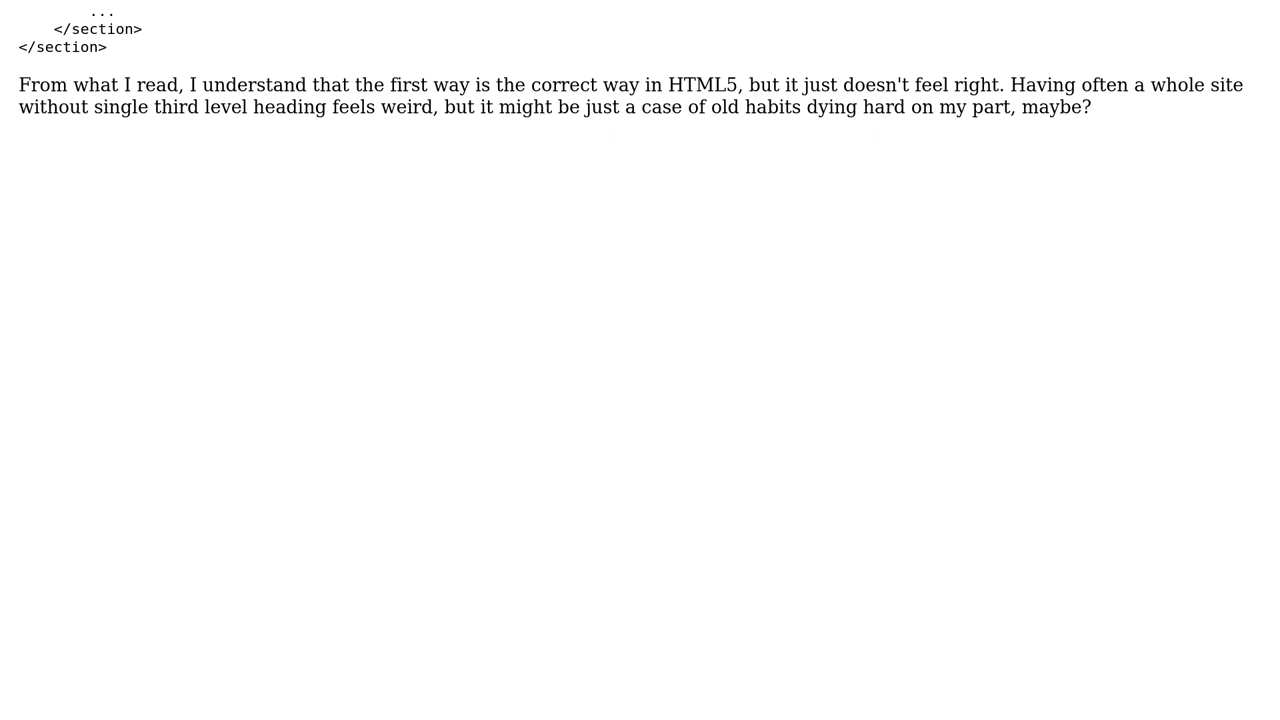 ...
    </section>
</section>
From what I read, I understand that the first way is the correct way in HTML5, but it just doesn't feel right. Having often a whole site
without single third level heading feels weird, but it might be just a case of old habits dying hard on my part, maybe?